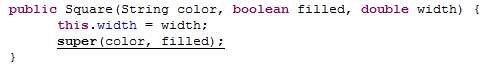 public Square(String color, boolean filled, double width) {
this.width = width;
super(color, filled);
}